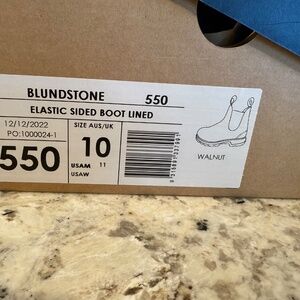 BLUNDSTONE 550
ELASTIC SIDED BOOT LINED
12/12/2022
PO:1000024-1
SIZE AUS/UK
550
10
USAM 11
USAW
WALNUT